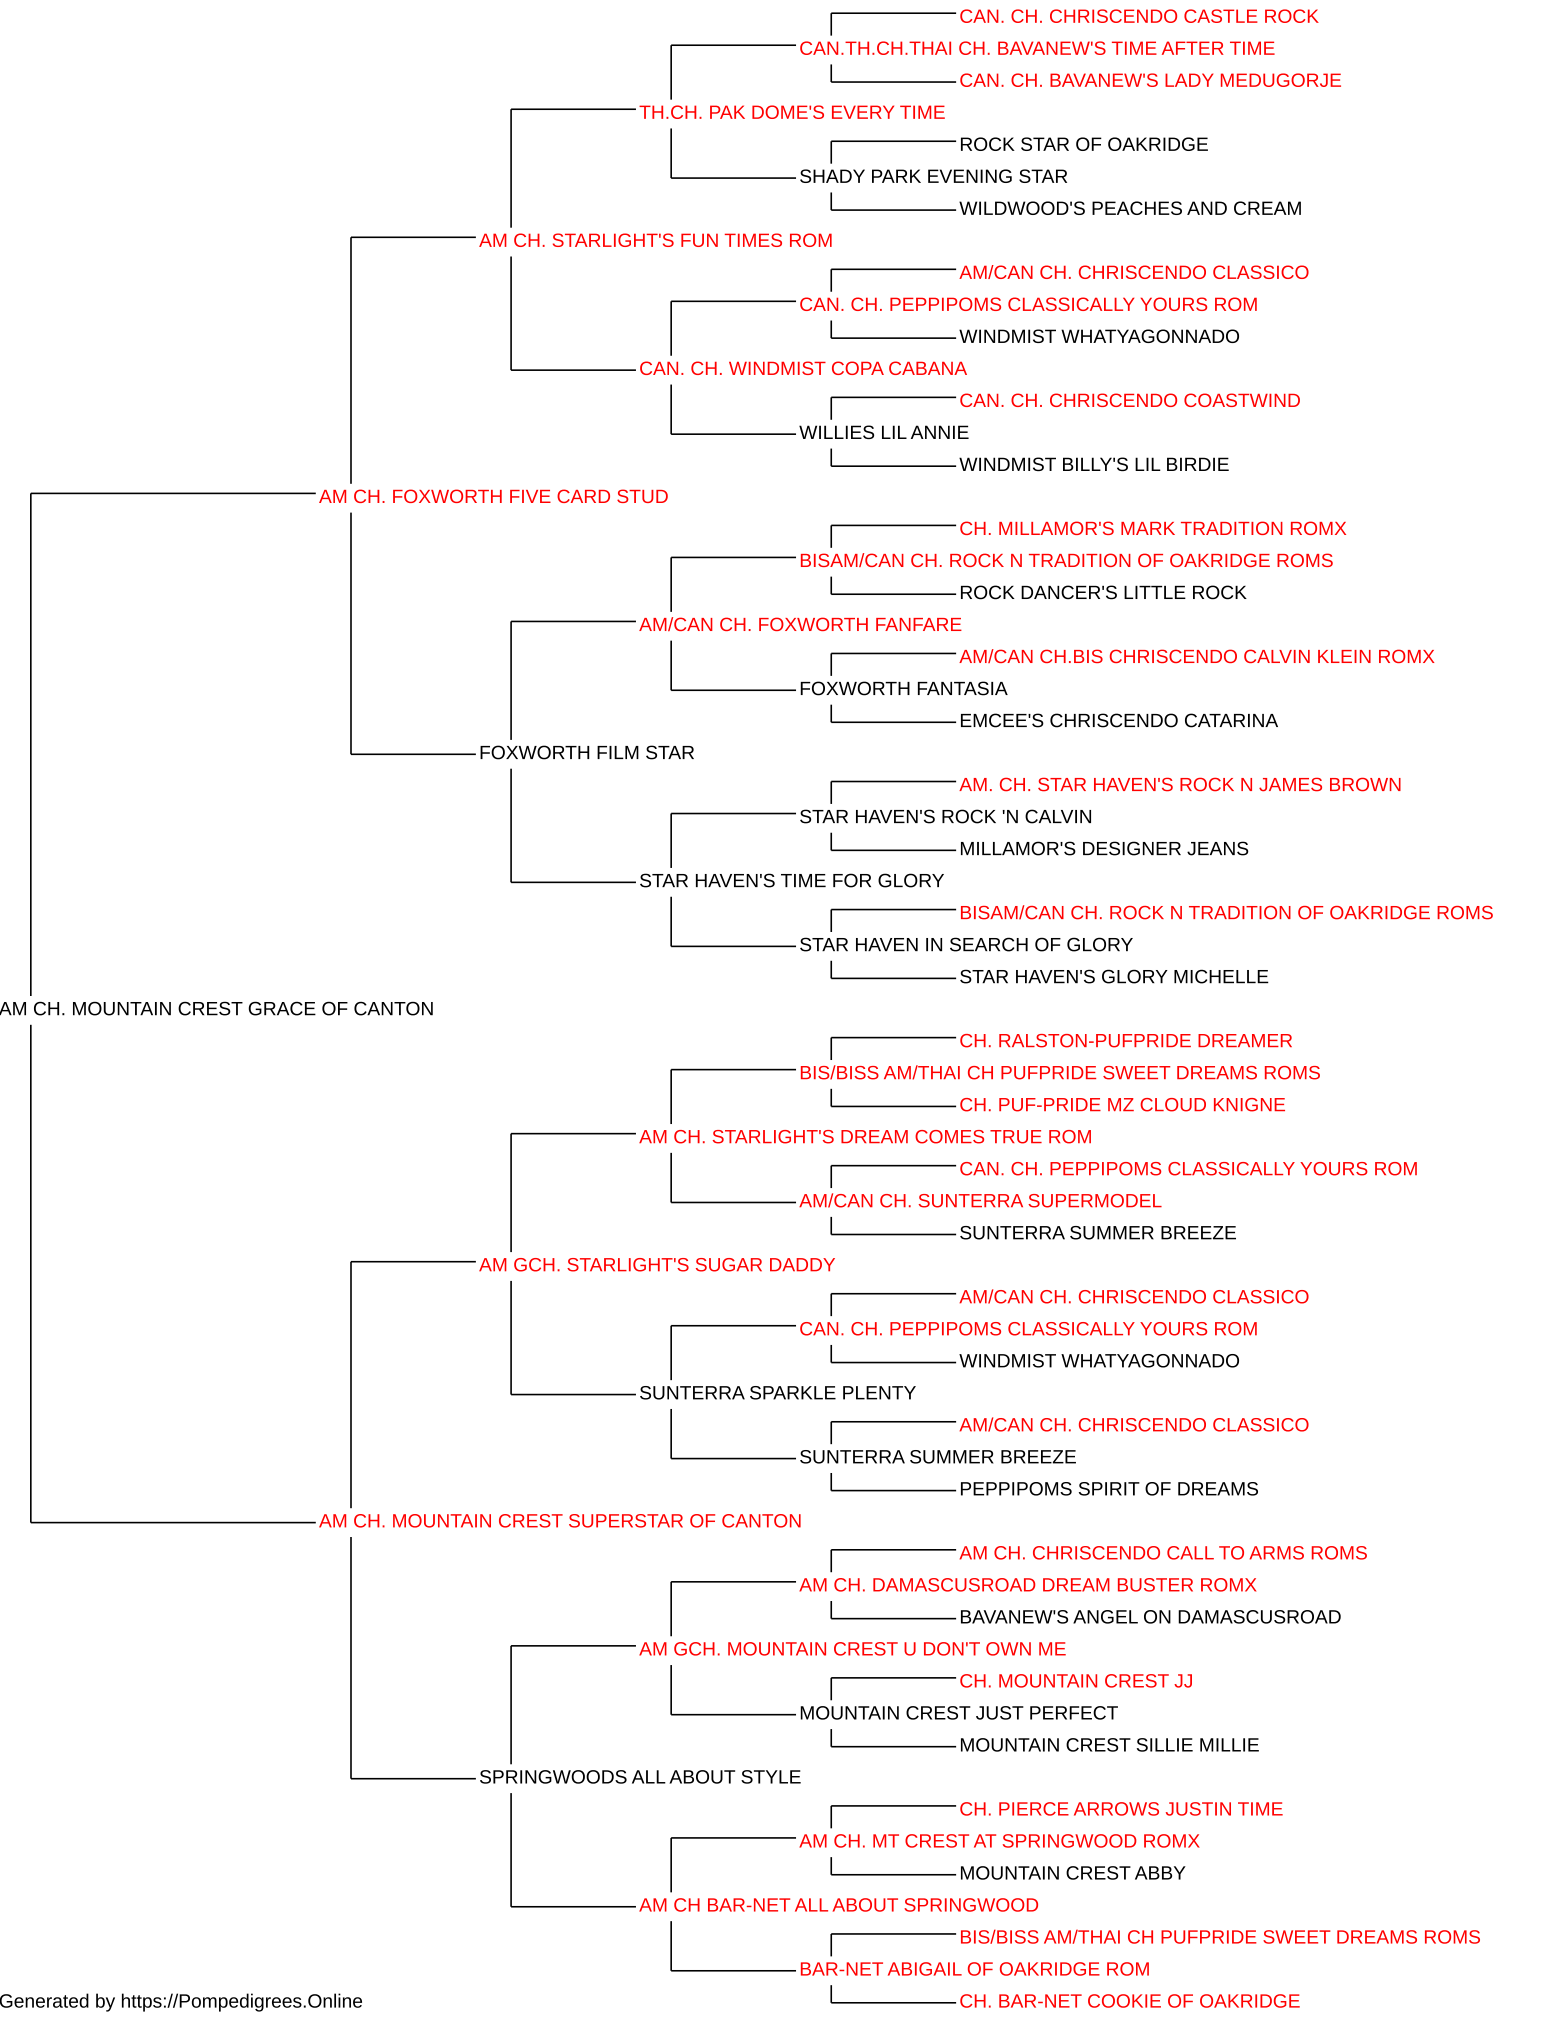 CAN. CH. CHRISCENDO CASTLE ROCK
CAN.TH.CH.THAI CH. BAVANEW'S TIME AFTER TIME
CAN. CH. BAVANEW'S LADY MEDUGORJE
TH.CH. PAK DOME'S EVERY TIME
ROCK STAR OF OAKRIDGE
SHADY PARK EVENING STAR
WILDWOOD'S PEACHES AND CREAM
AM CH. STARLIGHT'S FUN TIMES ROM
AM/CAN CH. CHRISCENDO CLASSICO
CAN. CH. PEPPIPOMS CLASSICALLY YOURS ROM
WINDMIST WHATYAGONNADO
CAN. CH. WINDMIST COPA CABANA
CAN. CH. CHRISCENDO COASTWIND
WILLIES LIL ANNIE
WINDMIST BILLY'S LIL BIRDIE
AM CH. FOXWORTH FIVE CARD STUD
CH. MILLAMOR'S MARK TRADITION ROMX
BISAM/CAN CH. ROCK N TRADITION OF OAKRIDGE ROMS
ROCK DANCER'S LITTLE ROCK
AM/CAN CH. FOXWORTH FANFARE
AM/CAN CH.BIS CHRISCENDO CALVIN KLEIN ROMX
FOXWORTH FANTASIA
EMCEE'S CHRISCENDO CATARINA
FOXWORTH FILM STAR
AM. CH. STAR HAVEN'S ROCK N JAMES BROWN
STAR HAVEN'S ROCK 'N CALVIN
MILLAMOR'S DESIGNER JEANS
STAR HAVEN'S TIME FOR GLORY
BISAM/CAN CH. ROCK N TRADITION OF OAKRIDGE ROMS
STAR HAVEN IN SEARCH OF GLORY
STAR HAVEN'S GLORY MICHELLE
AM CH. MOUNTAIN CREST GRACE OF CANTON
CH. RALSTON-PUFPRIDE DREAMER
BIS/BISS AM/THAI CH PUFPRIDE SWEET DREAMS ROMS
CH. PUF-PRIDE MZ CLOUD KNIGNE
AM CH. STARLIGHT'S DREAM COMES TRUE ROM
CAN. CH. PEPPIPOMS CLASSICALLY YOURS ROM
AM/CAN CH. SUNTERRA SUPERMODEL
SUNTERRA SUMMER BREEZE
AM GCH. STARLIGHT'S SUGAR DADDY
AM/CAN CH. CHRISCENDO CLASSICO
CAN. CH. PEPPIPOMS CLASSICALLY YOURS ROM
WINDMIST WHATYAGONNADO
SUNTERRA SPARKLE PLENTY
AM/CAN CH. CHRISCENDO CLASSICO
SUNTERRA SUMMER BREEZE
PEPPIPOMS SPIRIT OF DREAMS
AM CH. MOUNTAIN CREST SUPERSTAR OF CANTON
AM CH. CHRISCENDO CALL TO ARMS ROMS
AM CH. DAMASCUSROAD DREAM BUSTER ROMX
BAVANEW'S ANGEL ON DAMASCUSROAD
AM GCH. MOUNTAIN CREST U DON'T OWN ME
CH. MOUNTAIN CREST JJ
MOUNTAIN CREST JUST PERFECT
MOUNTAIN CREST SILLIE MILLIE
SPRINGWOODS ALL ABOUT STYLE
CH. PIERCE ARROWS JUSTIN TIME
AM CH. MT CREST AT SPRINGWOOD ROMX
MOUNTAIN CREST ABBY
AM CH BAR-NET ALL ABOUT SPRINGWOOD
BIS/BISS AM/THAI CH PUFPRIDE SWEET DREAMS ROMS
BAR-NET ABIGAIL OF OAKRIDGE ROM
CH. BAR-NET COOKIE OF OAKRIDGE
Generated by https://Pompedigrees.Online